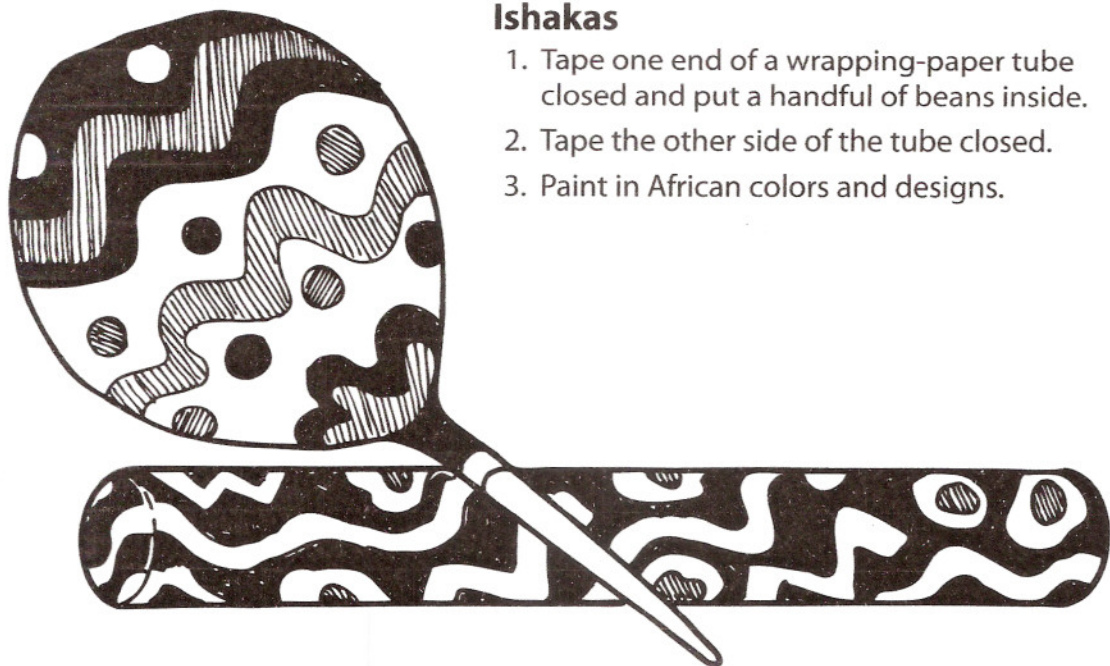 Ishakas
1. Tape one end of a wrapping-paper tube
closed and put a handful of beans inside.
2. Tape the other side of the tube closed.
3. Paint in African colors and designs.